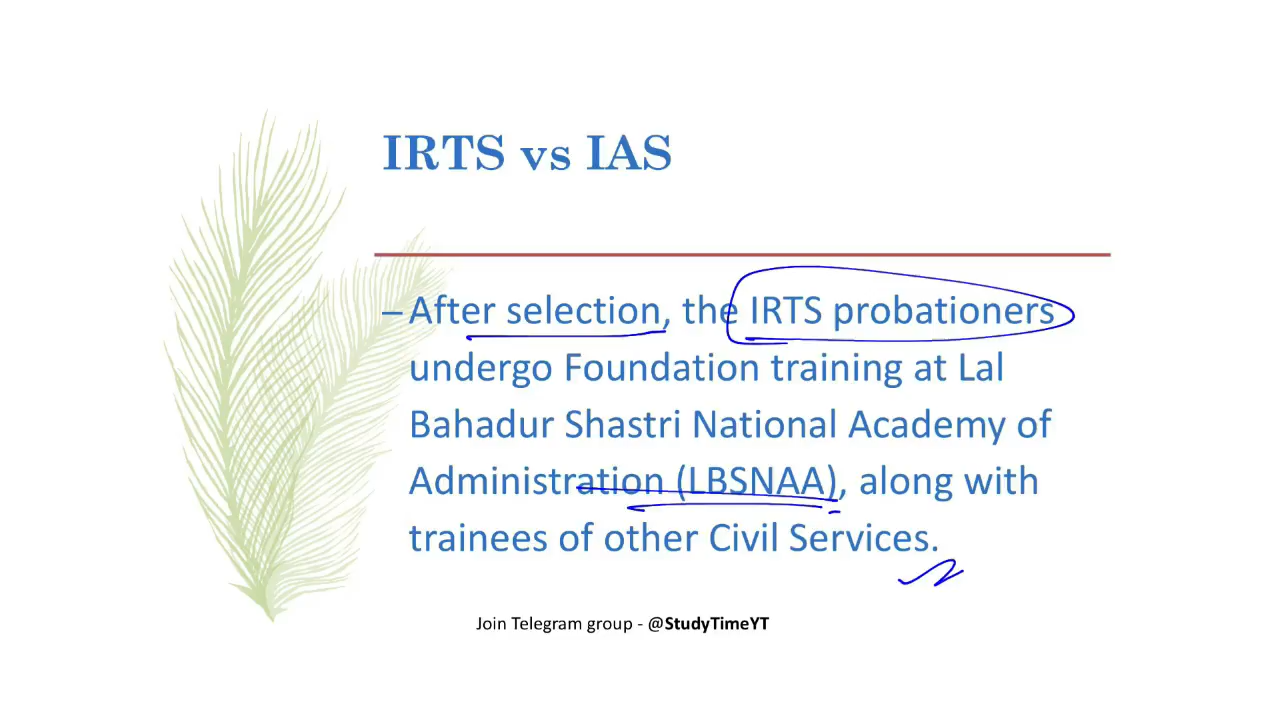 IRTS vs IAS
–After selection, the IRTS probationers
undergo Foundation training at Lal
Bahadur Shastri National Academy of
Administration (LBSNAA), along with
trainees of other Civil Services.
Join Telegram group - @StudyTimeYT